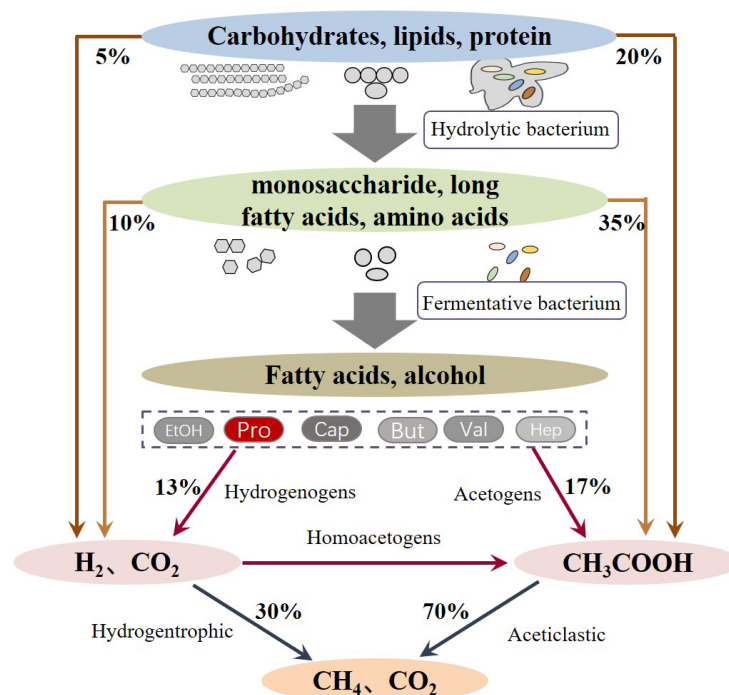 Carbohydrates, lipids, protein
5%
20%
Hydrolytic bacterium
monosaccharide, long
fatty acids, amino acids
10%
35%
Fermentative bacterium
Fatty acids, alcohol
EtOH
Pro
Cap
But
Val
Hep
13%
Hydrogenogens
Acetogens
17%
Homoacetogens
H₂、CO₂
CH₃COOH
Hydrogentrophic
30%
70%
Aceticlastic
CH₄、CO₂